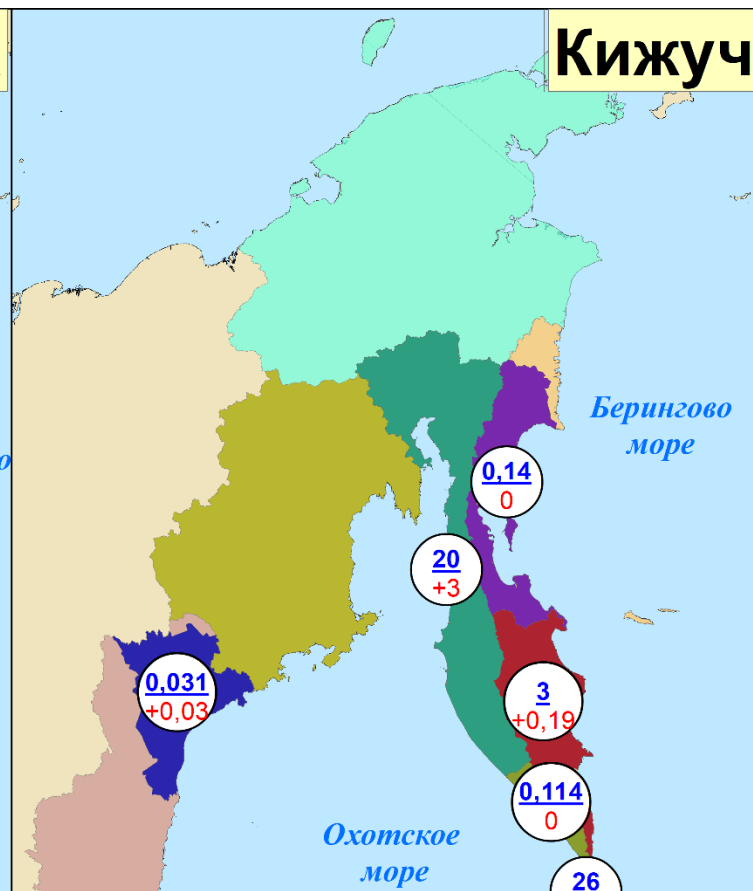 Кижуч
Берингово
море
0,14
0
20
+3
0,031
+0,03
3
+0,19
0,114
0
Охотское
море
26